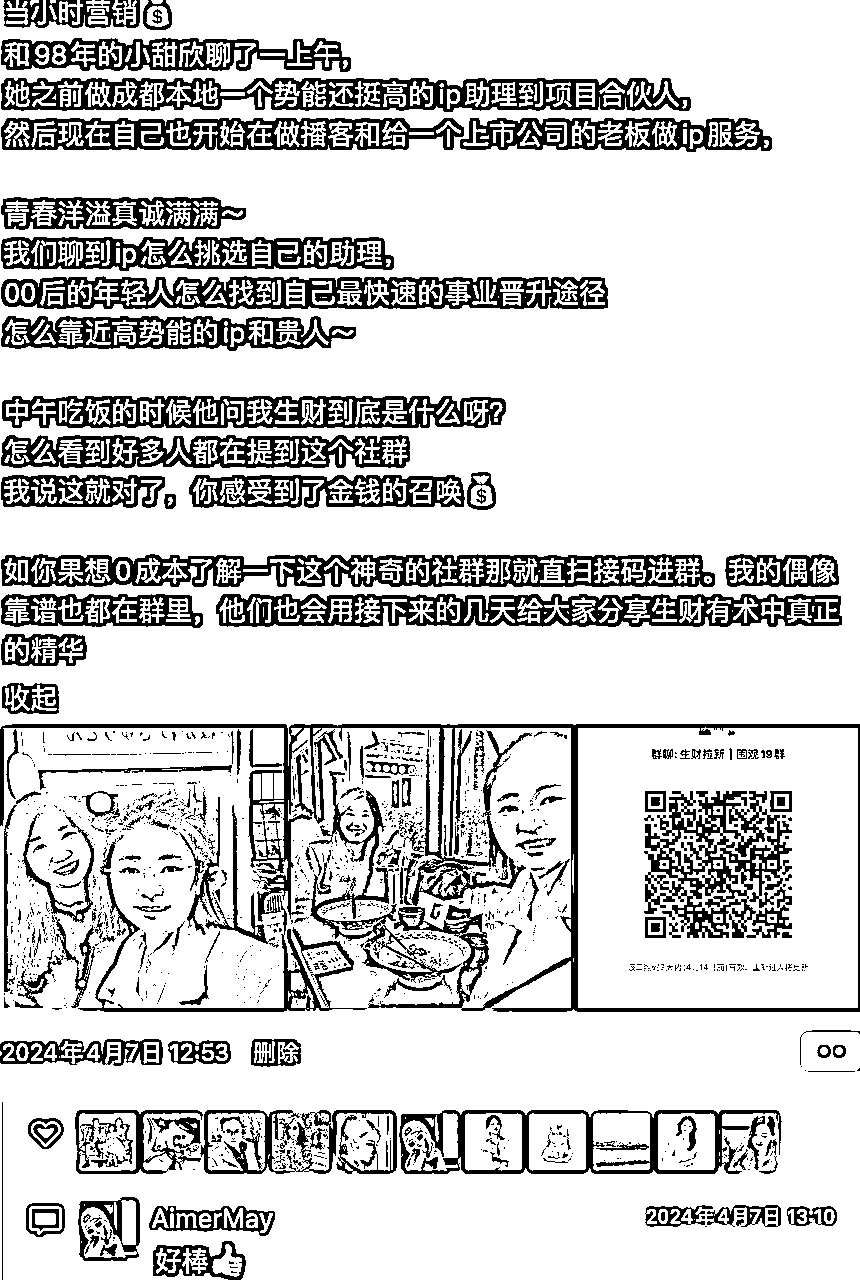 当小时营销💰
和98年的小甜欣聊了一上午，
她之前做成都本地一个势能还挺高的ip助理到项目合伙人，
然后现在自己也开始在做播客和给一个上市公司的老板做ip服务，
青春洋溢真诚满满～
我们聊到ip怎么挑选自己的助理，
00后的年轻人怎么找到自己最快速的事业晋升途径
怎么靠近高势能的ip和贵人～
中午吃饭的时候他问我生财到底是什么呀？
怎么看到好多人都在提到这个社群
我说这就对了，你感受到了金钱的召唤💰
如你果想0成本了解一下这个神奇的社群那就直扫接码进群。我的偶像
靠谱也都在群里，他们也会用接下来的几天给大家分享生财有术中真正
的精华
收起
群聊: 生财拉新 | 围观19群
2024年4月7日 12:53 删除
AimerMay 2024年4月7日 13:10
好棒👍